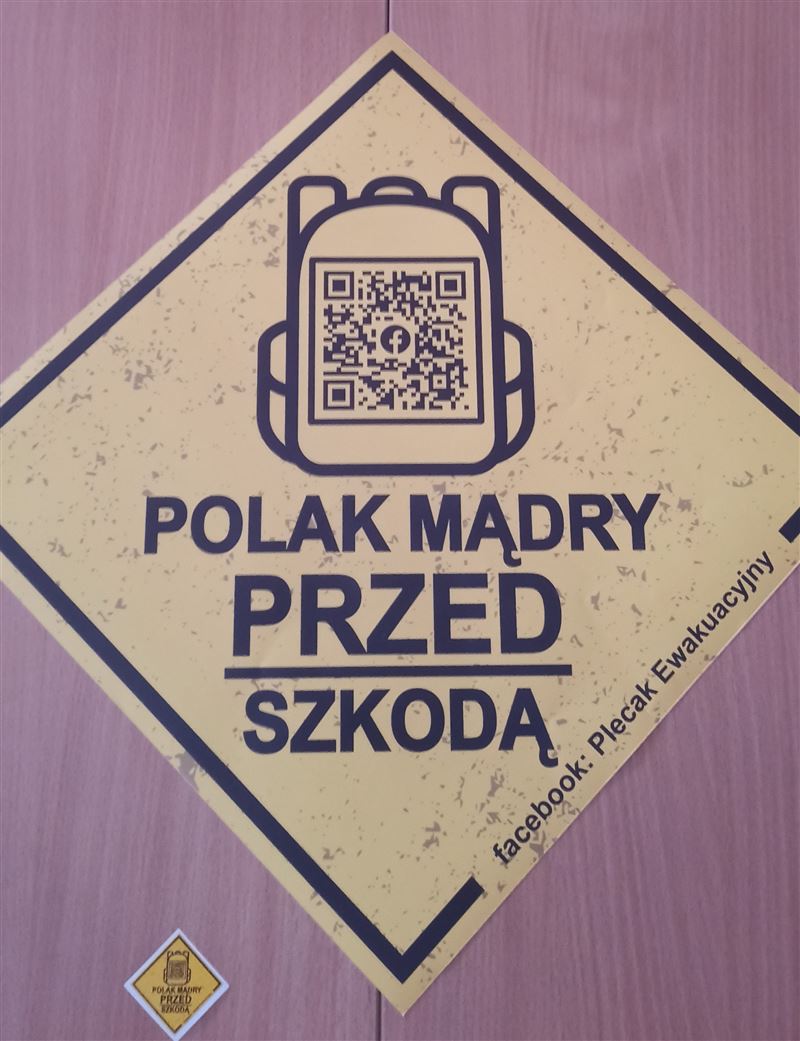 POLAK MĄDRY
PRZED
SZKODĄ
facebook: Plecak Ewakuacyjny
POLAK MĄDRY
PRZED
SZKODĄ